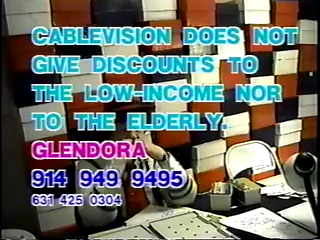 CABLEVISION DOES NOT
GIVE DISCOUNTS TO
THE LOW-INCOME NOR
TO THE ELDERLY.
GLENDORA
914 949 9495
631 425 0304